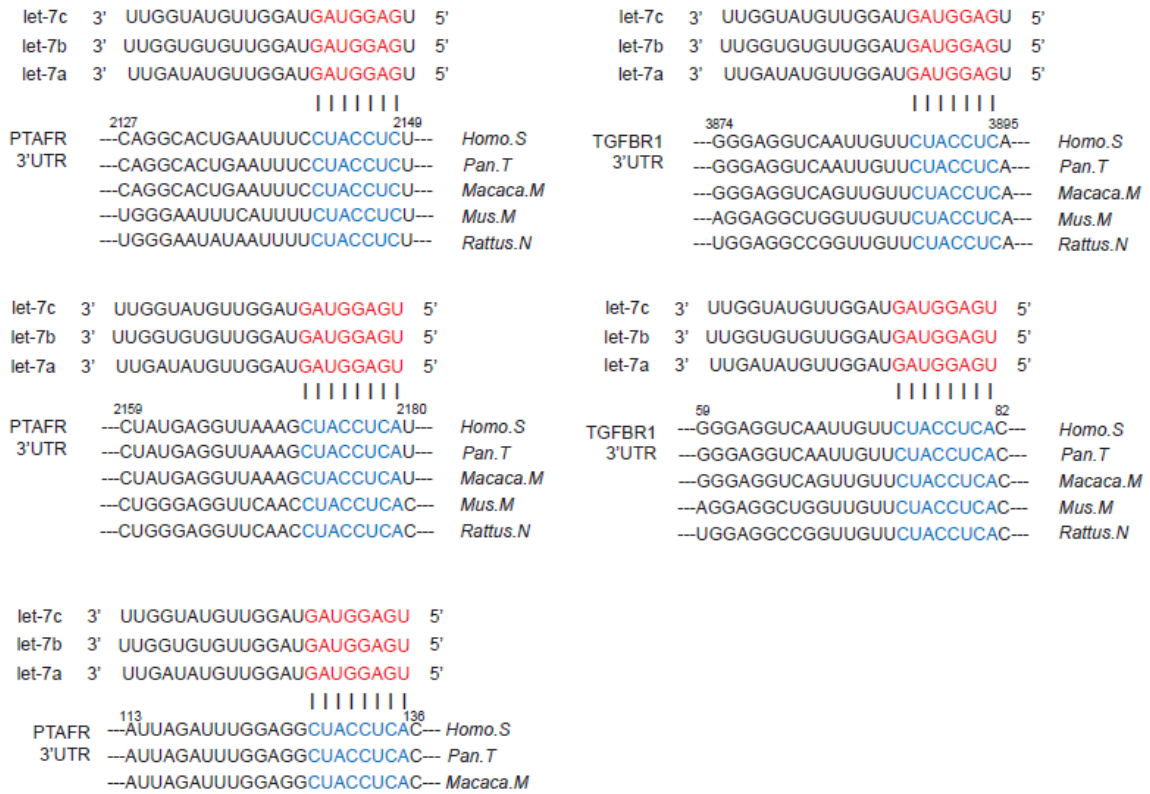 let-7c 3' UUGGUAUGUUGGAUGAUGGAGU 5'
let-7b 3' UUGGUGUGUUGGAUGAUGGAGU 5'
let-7a 3' UUGAUAUGUUGGAUGAUGGAGU 5'
2127 2149
PTAFR 3'UTR
---CAGGCACUGAAUUUCCUACCUCU--- Homo.S
---CAGGCACUGAAUUUCCUACCUCU--- Pan.T
---CAGGCACUGAAUUUCCUACCUCU--- Macaca.M
---UGGGAAUUUCAUUUUCUACCUCU--- Mus.M
---UGGGAAUAUAAUUUUCUACCUCU--- Rattus.N
let-7c 3' UUGGUAUGUUGGAUGAUGGAGU 5'
let-7b 3' UUGGUGUGUUGGAUGAUGGAGU 5'
let-7a 3' UUGAUAUGUUGGAUGAUGGAGU 5'
3874 3895
TGFBR1 3'UTR
---GGGAGGUCAAUUGUUCUACCUCA--- Homo.S
---GGGAGGUCAAUUGUUCUACCUCA--- Pan.T
---GGGAGGUCAGUUGUUCUACCUCA--- Macaca.M
---AGGAGGCUGGUUGUUCUACCUCA--- Mus.M
---UGGAGGCCGGUUGUUCUACCUCA--- Rattus.N
let-7c 3' UUGGUAUGUUGGAUGAUGGAGU 5'
let-7b 3' UUGGUGUGUUGGAUGAUGGAGU 5'
let-7a 3' UUGAUAUGUUGGAUGAUGGAGU 5'
2159 2180
PTAFR 3'UTR
---CUAUGAGGUUAAAGCUACCUCAU--- Homo.S
---CUAUGAGGUUAAAGCUACCUCAU--- Pan.T
---CUAUGAGGUUAAAGCUACCUCAU--- Macaca.M
---CUGGGAGGUUCAACCUACCUCAC--- Mus.M
---CUGGGAGGUUCAACCUACCUCAC--- Rattus.N
let-7c 3' UUGGUAUGUUGGAUGAUGGAGU 5'
let-7b 3' UUGGUGUGUUGGAUGAUGGAGU 5'
let-7a 3' UUGAUAUGUUGGAUGAUGGAGU 5'
59 82
TGFBR1 3'UTR
---GGGAGGUCAAUUGUUCUACCUCAC--- Homo.S
---GGGAGGUCAAUUGUUCUACCUCAC--- Pan.T
---GGGAGGUCAGUUGUUCUACCUCAC--- Macaca.M
---AGGAGGCUGGUUGUUCUACCUCAC--- Mus.M
---UGGAGGCCGGUUGUUCUACCUCAC--- Rattus.N
let-7c 3' UUGGUAUGUUGGAUGAUGGAGU 5'
let-7b 3' UUGGUGUGUUGGAUGAUGGAGU 5'
let-7a 3' UUGAUAUGUUGGAUGAUGGAGU 5'
113 136
PTAFR 3'UTR
---AUUAGAUUUGGAGGCUACCUCAC--- Homo.S
---AUUAGAUUUGGAGGCUACCUCAC--- Pan.T
---AUUAGAUUUGGAGGCUACCUCAC--- Macaca.M